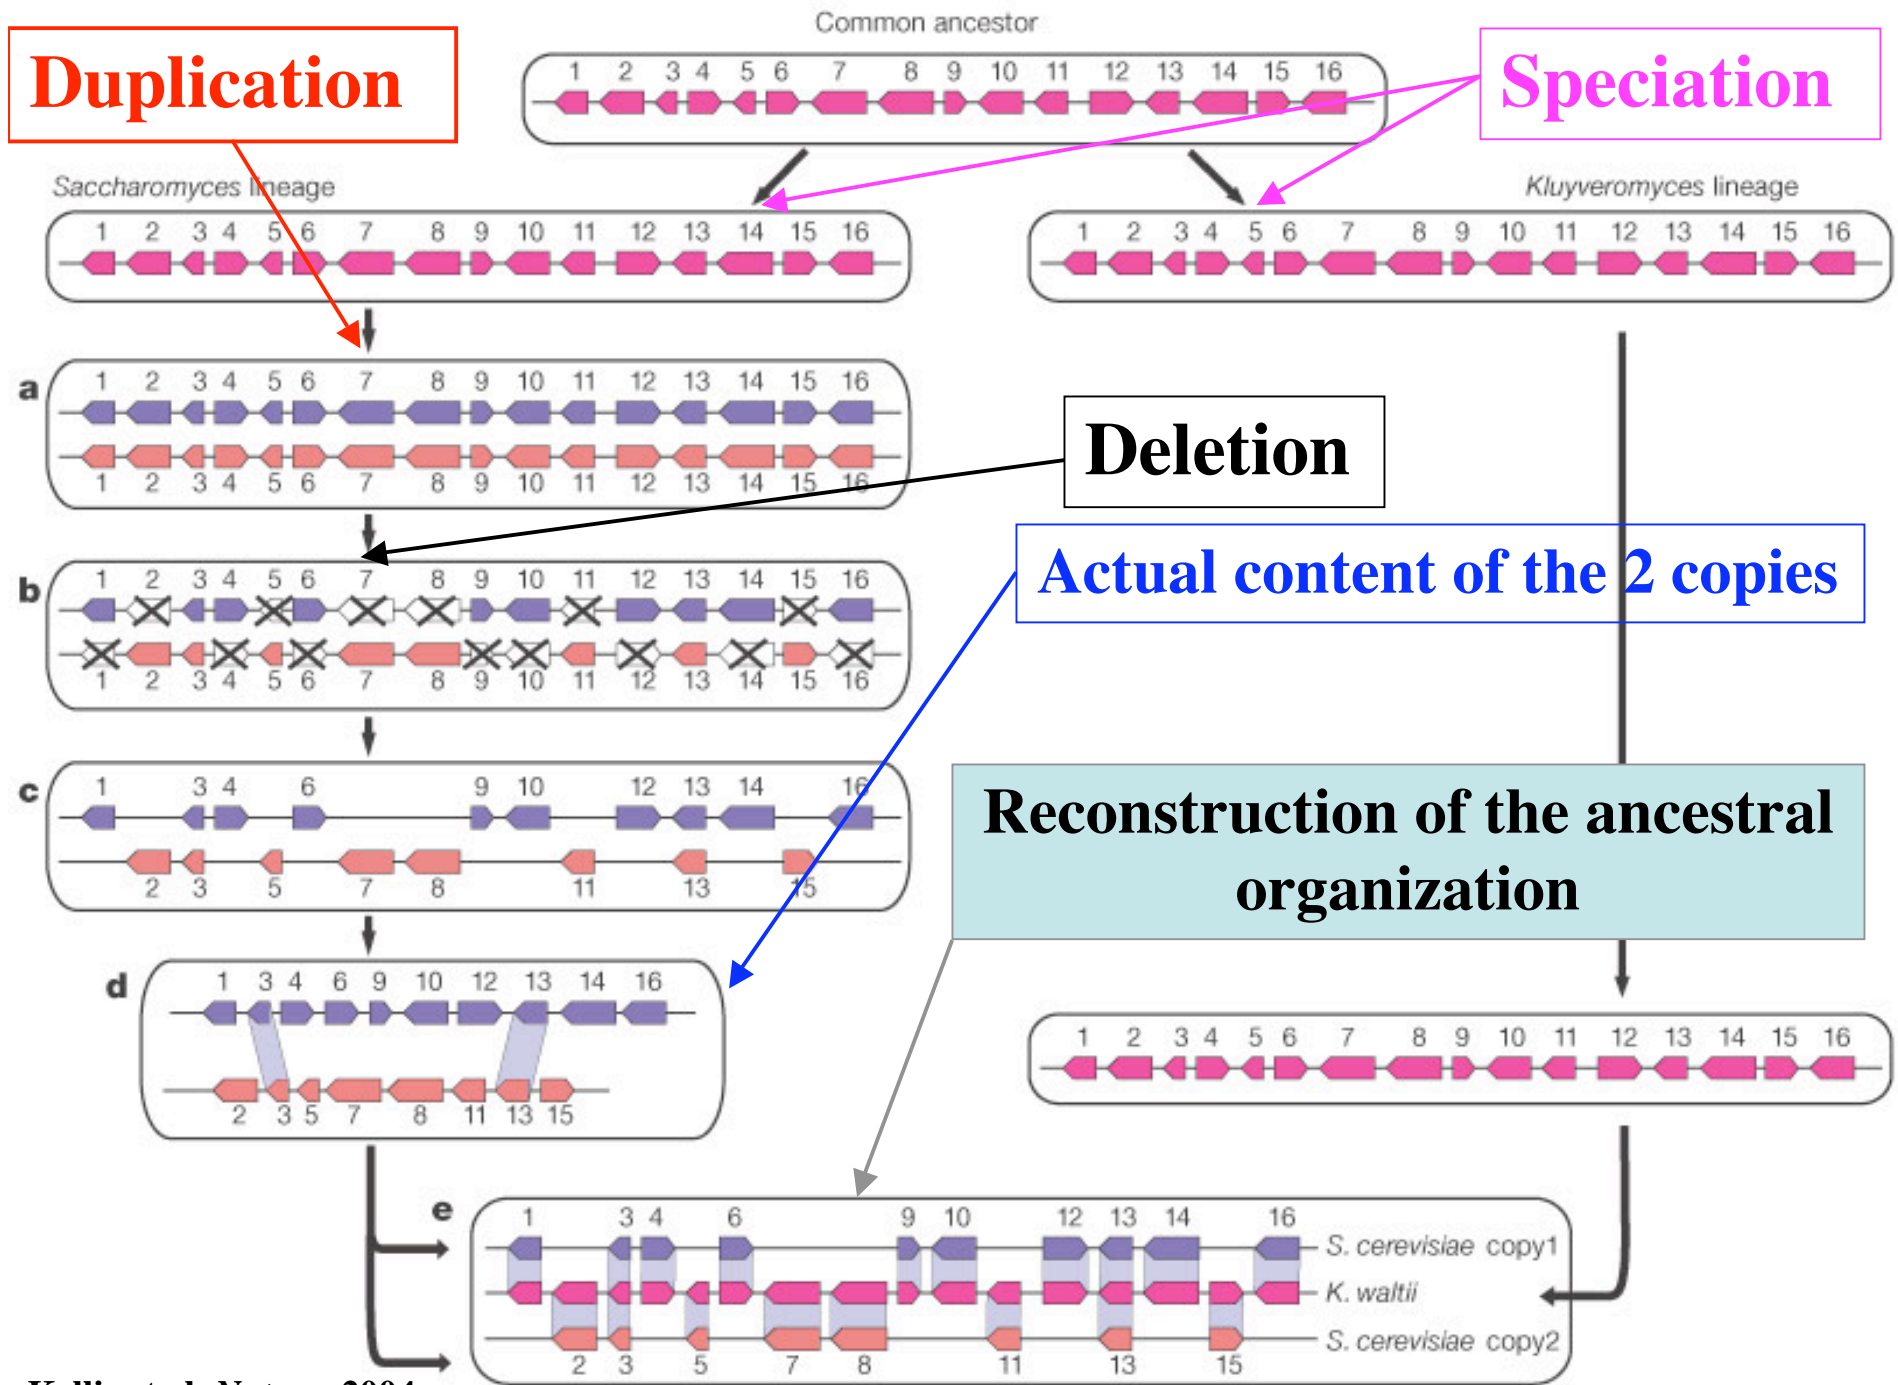 Common ancestor
Duplication
Speciation
1 2 3 4 5 6 7 8 9 10 11 12 13 14 15 16
Saccharomyces lineage
Kluyveromyces lineage
1 2 3 4 5 6 7 8 9 10 11 12 13 14 15 16
1 2 3 4 5 6 7 8 9 10 11 12 13 14 15 16
a
1 2 3 4 5 6 7 8 9 10 11 12 13 14 15 16
1 2 3 4 5 6 7 8 9 10 11 12 13 14 15 16
Deletion
Actual content of the 2 copies
b
1 2 3 4 5 6 7 8 9 10 11 12 13 14 15 16
1 2 3 4 5 6 7 8 9 10 11 12 13 14 15 16
c
1 3 4 6 9 10 12 13 14 16
2 3 5 7 8 11 13 15
Reconstruction of the ancestral
organization
d
1 3 4 6 9 10 12 13 14 16
2 3 5 7 8 11 13 15
1 2 3 4 5 6 7 8 9 10 11 12 13 14 15 16
e
1 3 4 6 9 10 12 13 14 16
S. cerevisiae copy1
K. waltii
S. cerevisiae copy2
2 3 5 7 8 11 13 15